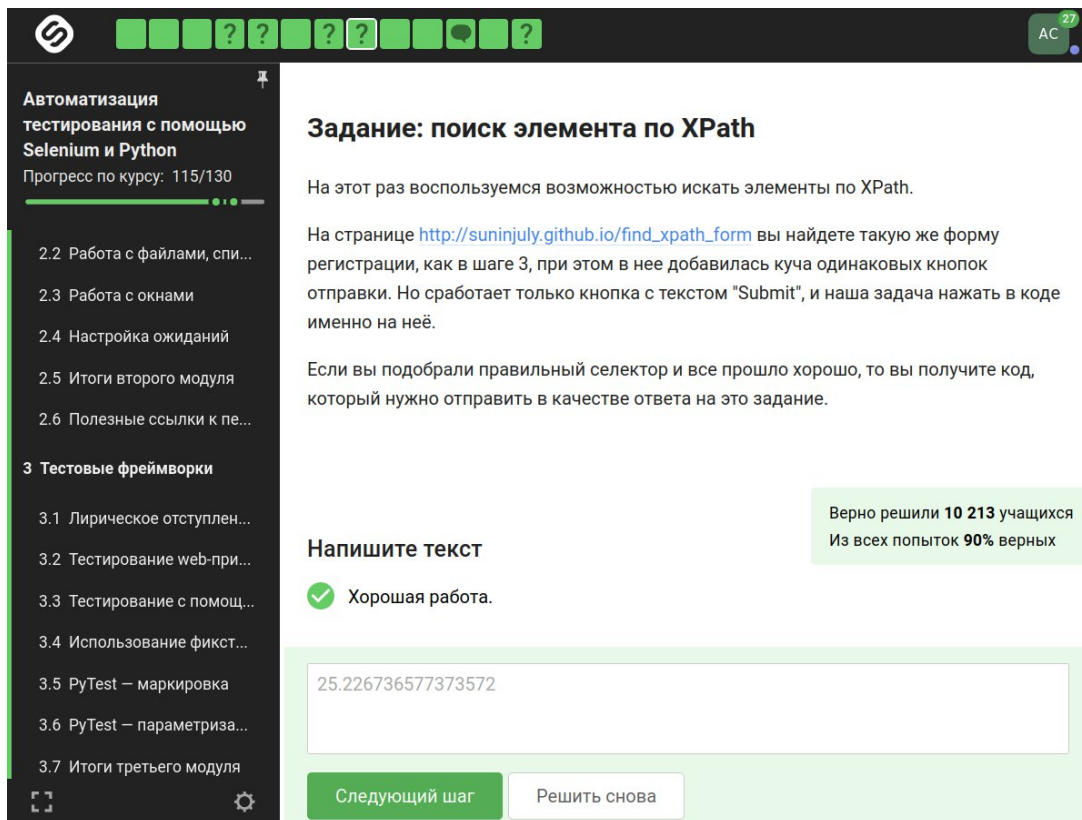 ? ? ? ? ?
AC
27
Автоматизация
тестирования с помощью
Selenium и Python
Прогресс по курсу: 115/130
2.2 Работа с файлами, спи...
2.3 Работа с окнами
2.4 Настройка ожиданий
2.5 Итоги второго модуля
2.6 Полезные ссылки к пе...
3 Тестовые фреймворки
3.1 Лирическое отступлен...
3.2 Тестирование web-при...
3.3 Тестирование с помощ...
3.4 Использование фикст...
3.5 PyTest — маркировка
3.6 PyTest — параметриза...
3.7 Итоги третьего модуля
Задание: поиск элемента по XPath
На этот раз воспользуемся возможностью искать элементы по XPath.
На странице http://suninjuly.github.io/find_xpath_form вы найдете такую же форму
регистрации, как в шаге 3, при этом в нее добавилась куча одинаковых кнопок
отправки. Но сработает только кнопка с текстом "Submit", и наша задача нажать в коде
именно на неё.
Если вы подобрали правильный селектор и все прошло хорошо, то вы получите код,
который нужно отправить в качестве ответа на это задание.
Верно решили 10 213 учащихся
Из всех попыток 90% верных
Напишите текст
Хорошая работа.
25.226736577373572
Следующий шаг
Решить снова